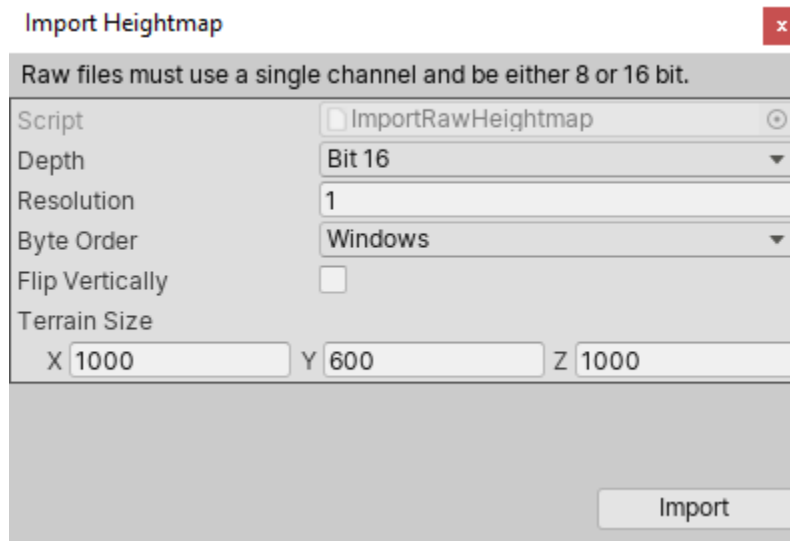 Import Heightmap
x
Raw files must use a single channel and be either 8 or 16 bit.
Script ImportRawHeightmap
Depth Bit 16
Resolution 1
Byte Order Windows
Flip Vertically
Terrain Size
X 1000 Y 600 Z 1000
Import